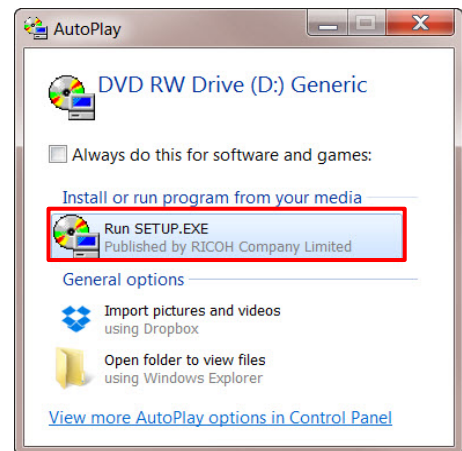 AutoPlay
DVD RW Drive (D:) Generic
Always do this for software and games:
Install or run program from your media
Run SETUP.EXE
Published by RICOH Company Limited
General options
Import pictures and videos
using Dropbox
Open folder to view files
using Windows Explorer
View more AutoPlay options in Control Panel